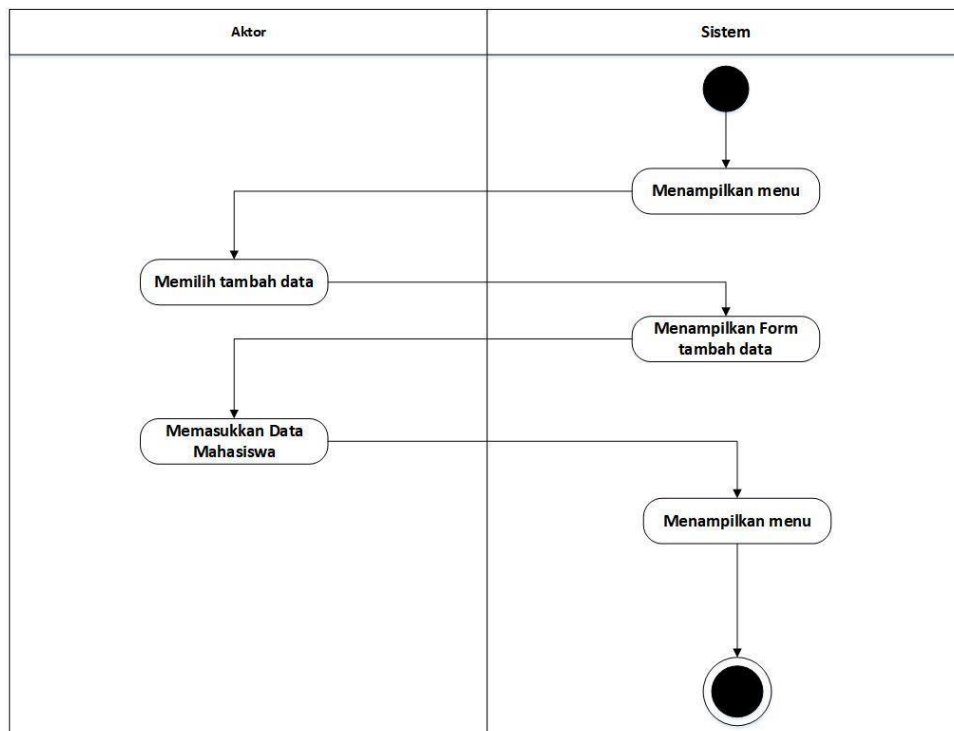 Aktor
Sistem
Menampilkan menu
Memilih tambah data
Menampilkan Form
tambah data
Memasukkan Data
Mahasiswa
Menampilkan menu